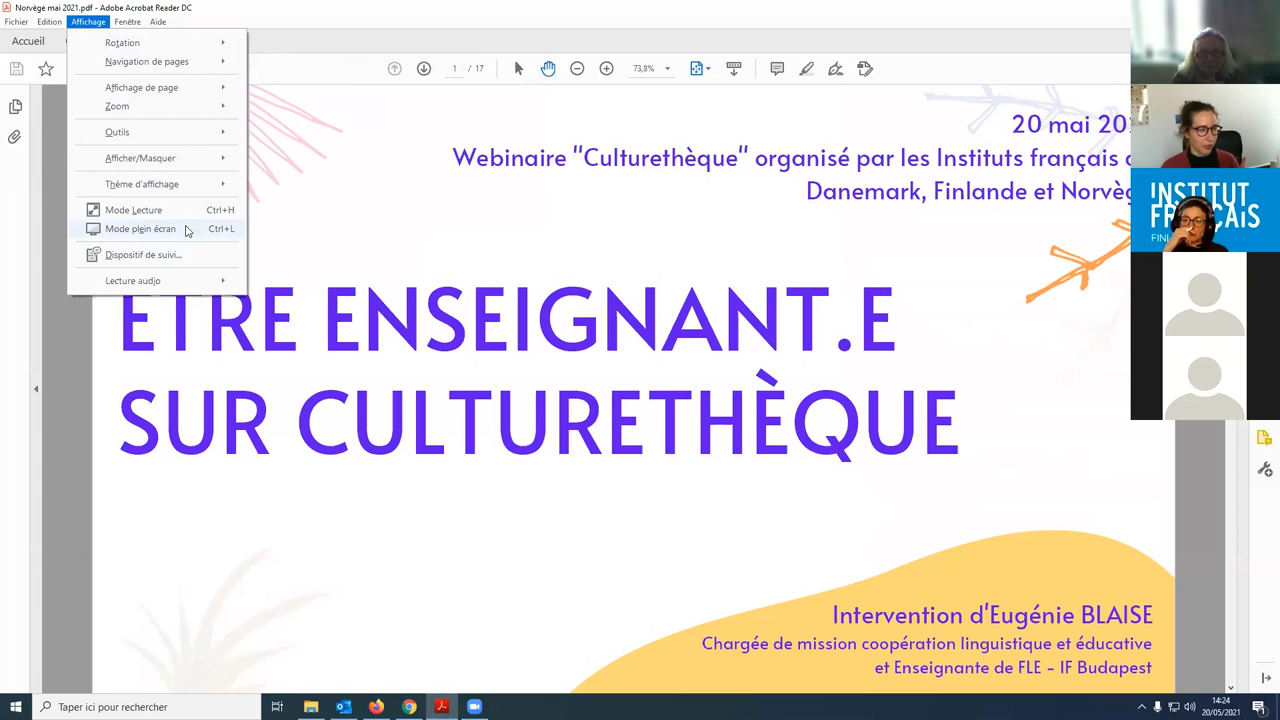 Norvège mai 2021.pdf - Adobe Acrobat Reader DC
Fichier Edition Affichage Fenêtre Aide
Accueil
Rotation
Navigation de pages
Affichage de page
Zoom
Outils
Afficher/Masquer
Thème d'affichage
Mode Lecture Ctrl+H
Mode plein écran Ctrl+L
Dispositif de suivi...
Lecture audio
1 / 17
73,8%
20 mai 20
Webinaire "Culturethèque" organisé par les Instituts français
Danemark, Finlande et Norvèg
ÊTRE ENSEIGNANT.E
SUR CULTURETHÈQUE
Intervention d'Eugénie BLAISE
Chargée de mission coopération linguistique et éducative
et Enseignante de FLE - IF Budapest
INSTITUT
FRANÇAIS
FINL
Taper ici pour rechercher
14:24
20/05/2021
1